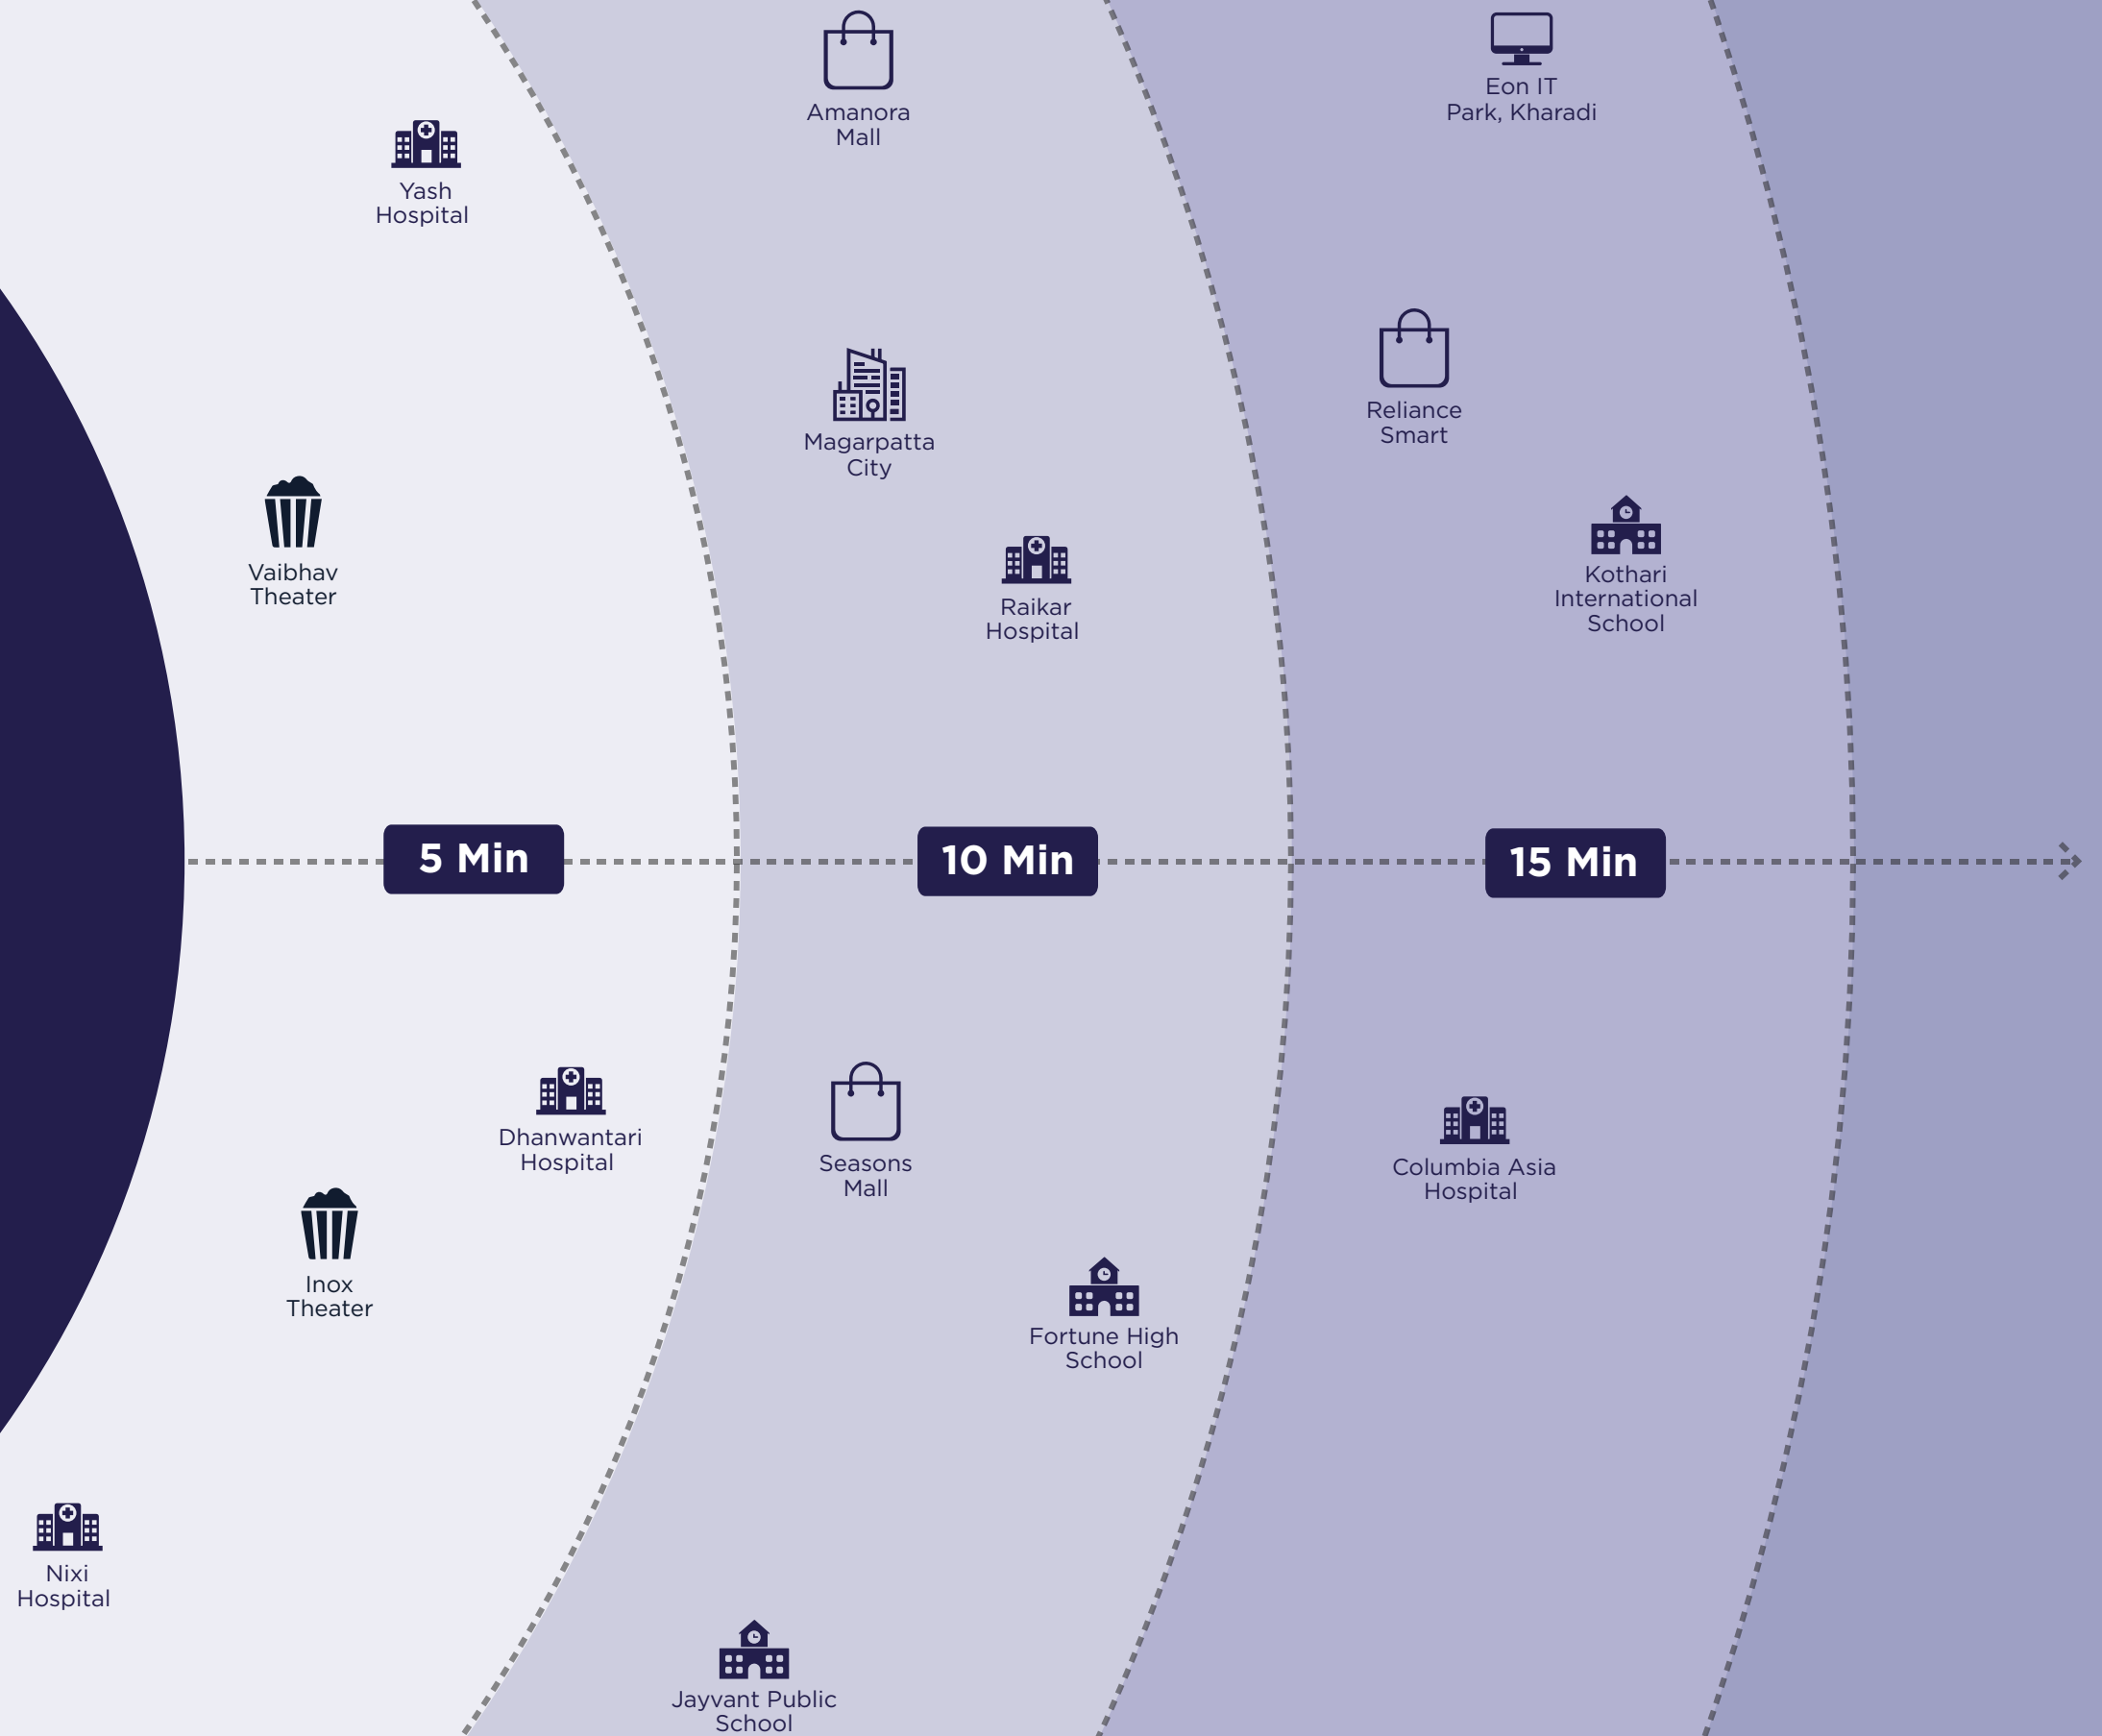 Yash
Hospital
Vaibhav
Theater
5 Min
Dhanwantari
Hospital
Inox
Theater
Nixi
Hospital
Amanora
Mall
Magarpatta
City
Raikar
Hospital
10 Min
Seasons
Mall
Fortune High
School
Jayvant Public
School
Eon IT
Park, Kharadi
Reliance
Smart
Kothari
International
School
15 Min
Columbia Asia
Hospital